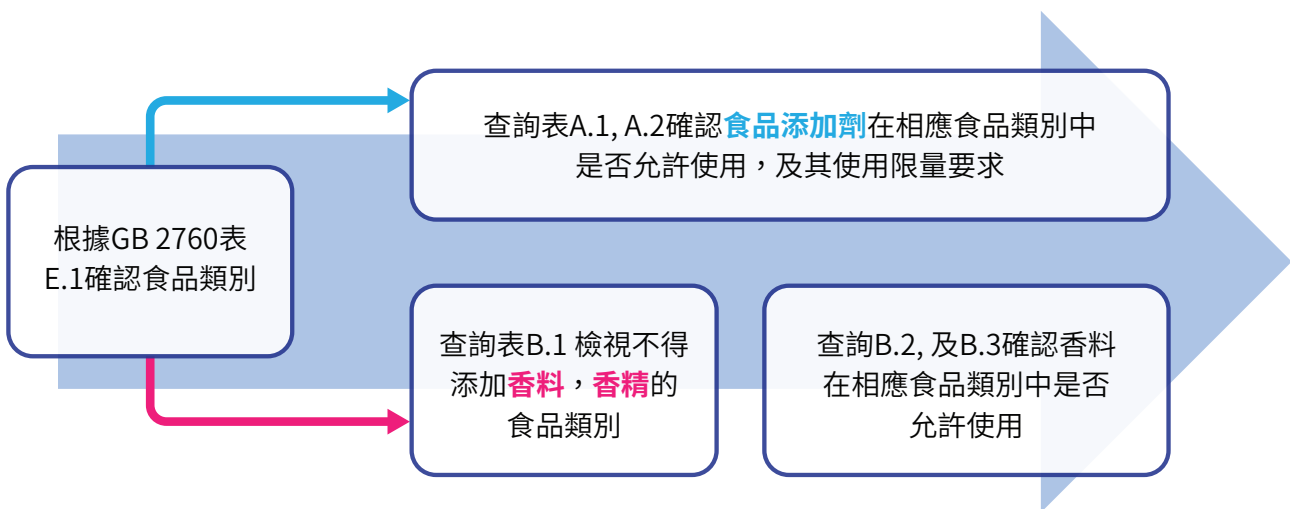 查詢表A.1, A.2確認食品添加劑在相應食品類別中
是否允許使用，及其使用限量要求
根據GB 2760表
E.1確認食品類別
查詢表B.1 檢視不得
添加香料，香精的
食品類別
查詢B.2, 及B.3確認香料
在相應食品類別中是否
允許使用